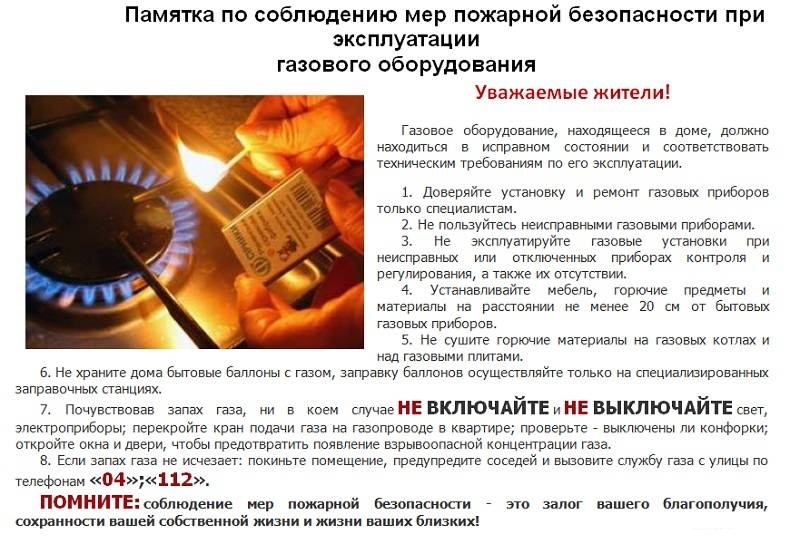 Памятка по соблюдению мер пожарной безопасности при
эксплуатации
газового оборудования
Уважаемые жители!
Газовое оборудование, находящееся в доме, должно
находиться в исправном состоянии и соответствовать
техническим требованиям по его эксплуатации.
1. Доверяйте установку и ремонт газовых приборов
только специалистам.
2. Не пользуйтесь неисправными газовыми приборами.
3. Не эксплуатируйте газовые установки при
неисправных или отключенных приборах контроля и
регулирования, а также их отсутствии.
4. Устанавливайте мебель, горючие предметы и
материалы на расстоянии не менее 20 см от бытовых
газовых приборов.
5. Не сушите горючие материалы на газовых котлах и
над газовыми плитами.
6. Не храните дома бытовые баллоны с газом, заправку баллонов осуществляйте только на специализированных
заправочных станциях.
7. Почувствовав запах газа, ни в коем случае НЕ ВКЛЮЧАЙТЕ и НЕ ВЫКЛЮЧАЙТЕ свет,
электроприборы; перекройте кран подачи газа на газопроводе в квартире; проверьте - выключены ли конфорки;
откройте окна и двери, чтобы предотвратить появление взрывоопасной концентрации газа.
8. Если запах газа не исчезает: покиньте помещение, предупредите соседей и вызовите службу газа с улицы по
телефонам «04»;«112».
ПОМНИТЕ: соблюдение мер пожарной безопасности - это залог вашего благополучия,
сохранности вашей собственной жизни и жизни ваших близких!